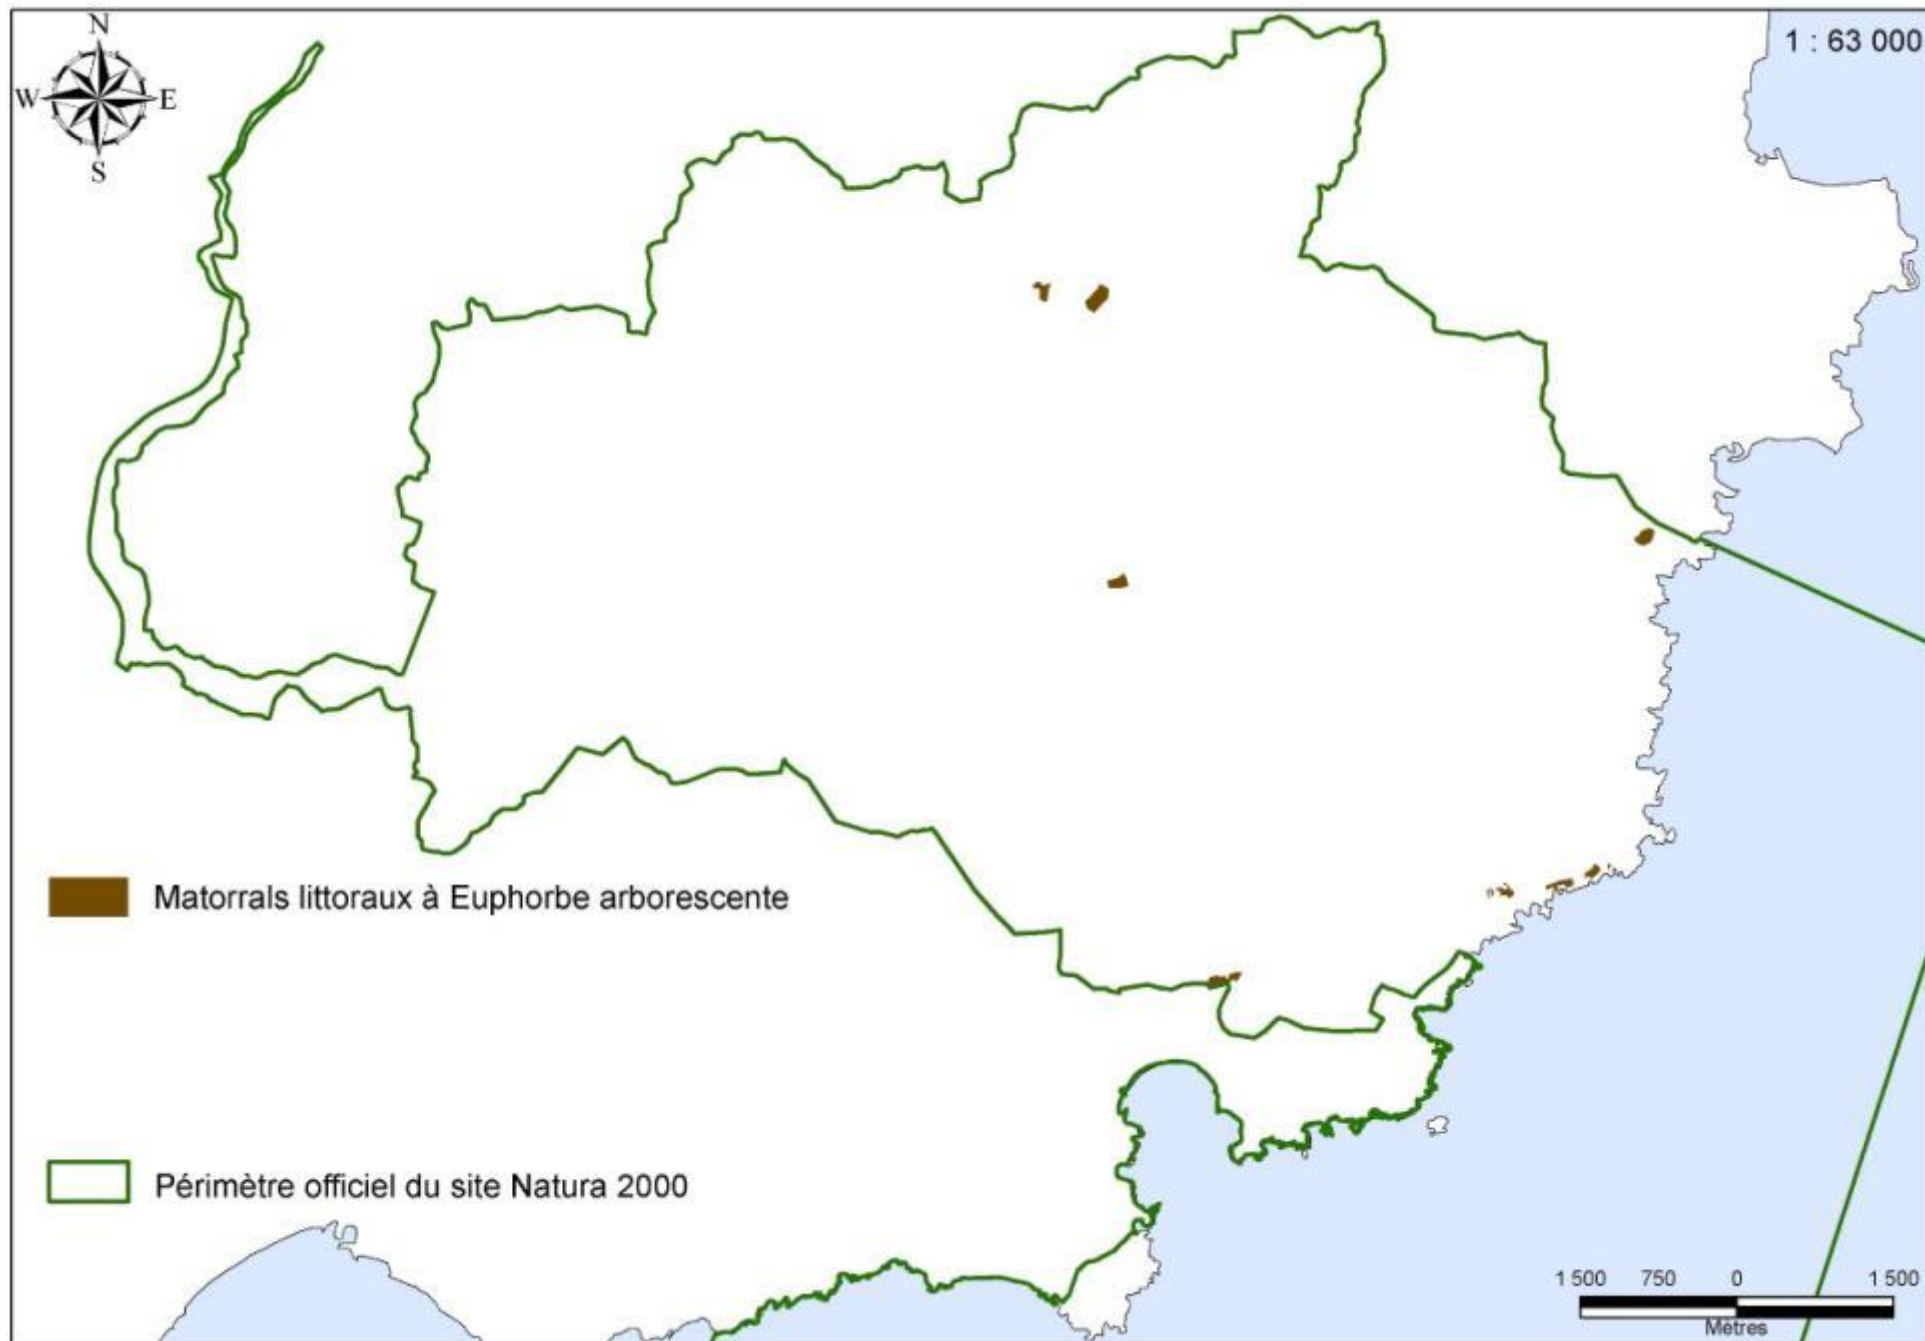 N
1 : 63 000
W E
S
Matorrals littoraux à Euphorbe arborescente
Périmètre officiel du site Natura 2000
1 500 750 0 1 500
Mètres